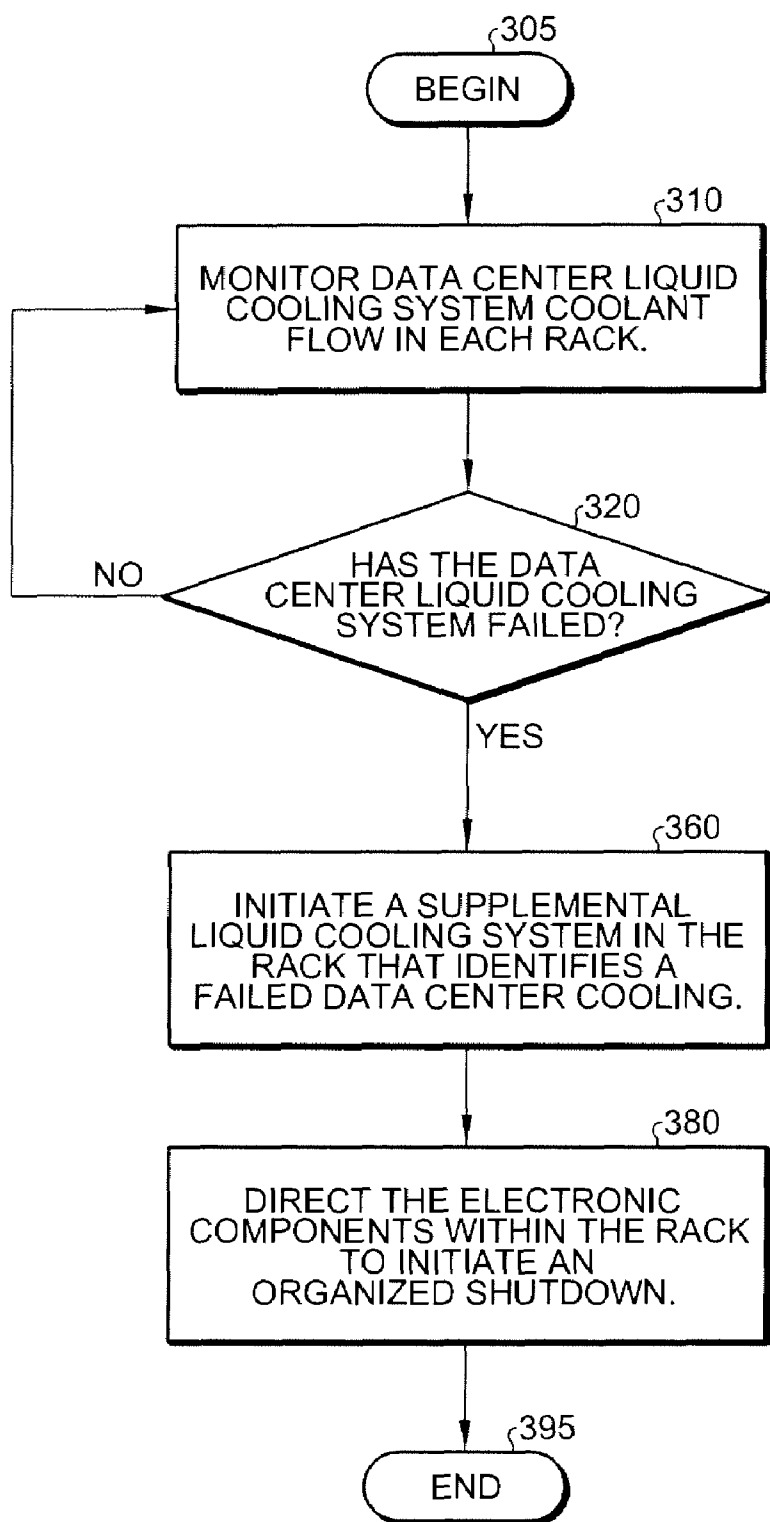 305
BEGIN
310
MONITOR DATA CENTER LIQUID
COOLING SYSTEM COOLANT
FLOW IN EACH RACK.
320
HAS THE DATA
CENTER LIQUID COOLING
SYSTEM FAILED?
NO
YES
360
INITIATE A SUPPLEMENTAL
LIQUID COOLING SYSTEM IN THE
RACK THAT IDENTIFIES A
FAILED DATA CENTER COOLING.
380
DIRECT THE ELECTRONIC
COMPONENTS WITHIN THE RACK
TO INITIATE AN
ORGANIZED SHUTDOWN.
395
END